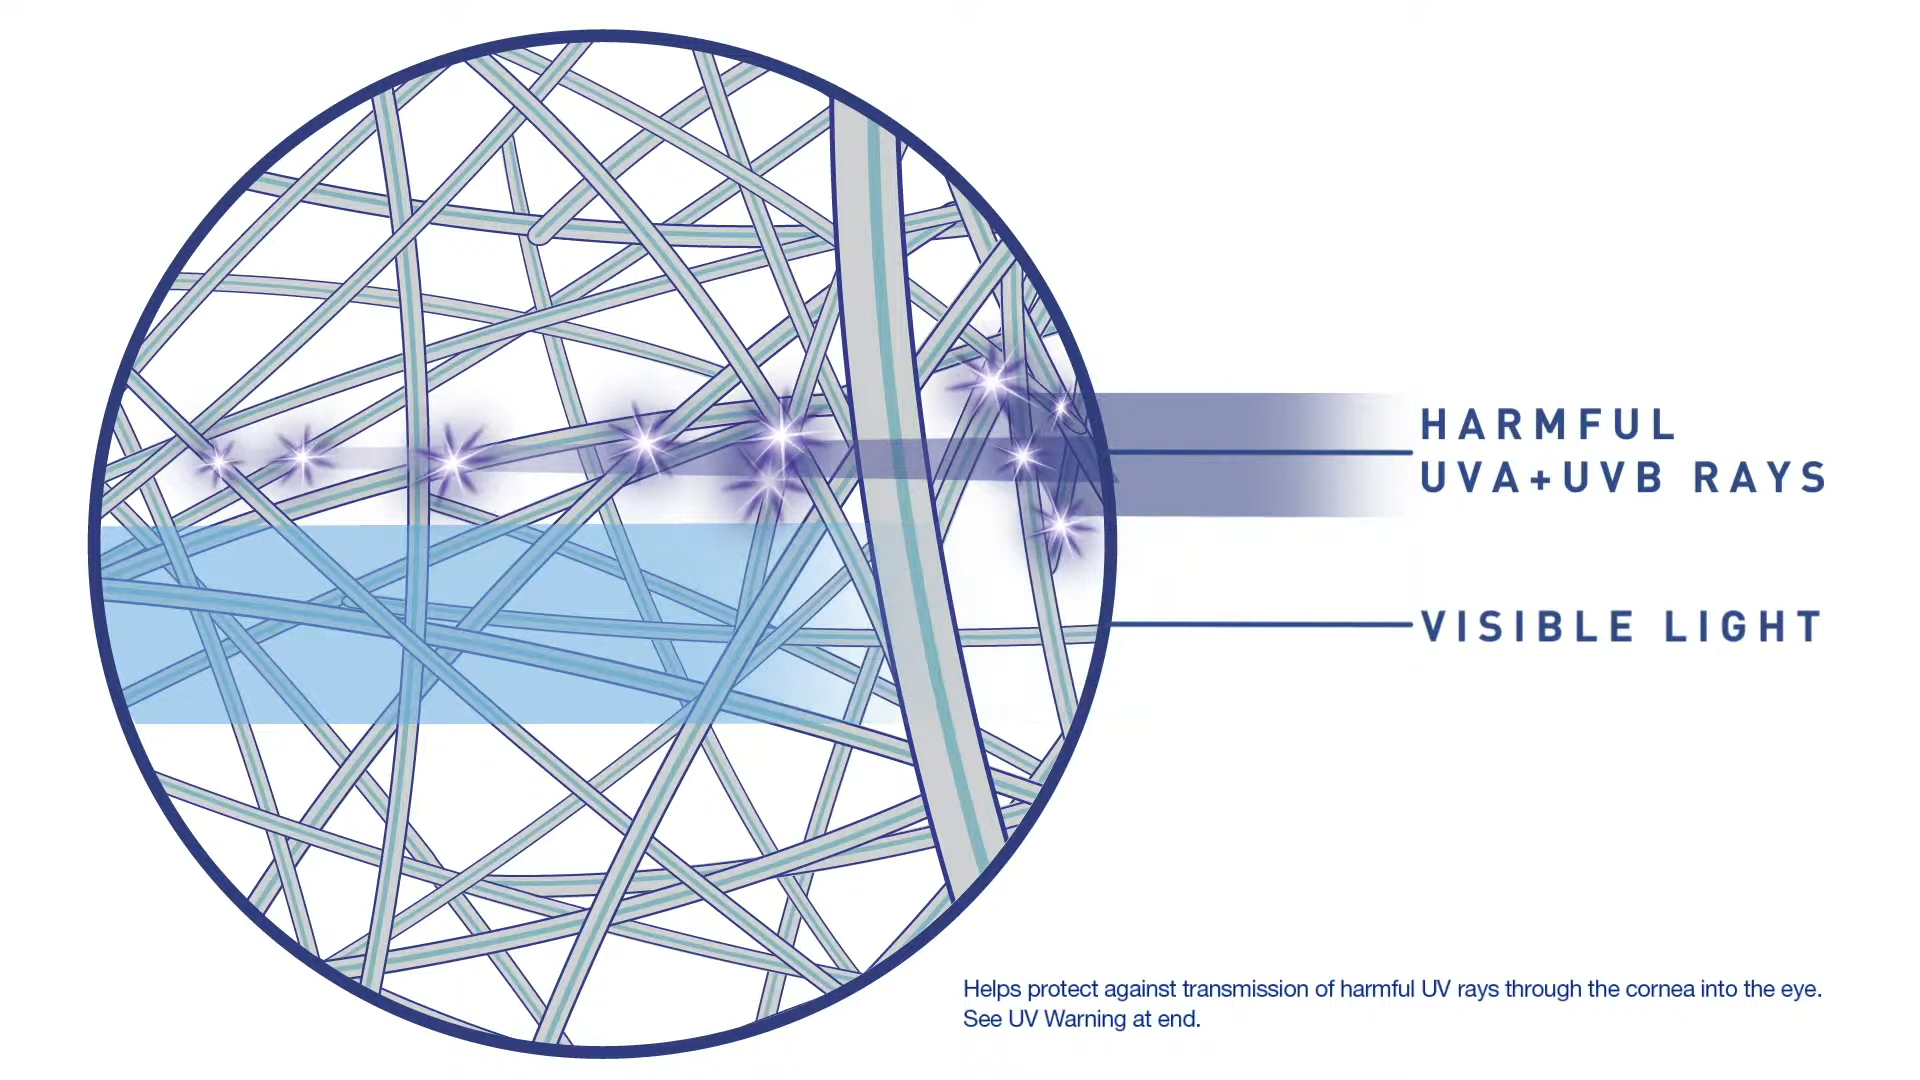 HARMFUL
UVA+UVB RAYS
VISIBLE LIGHT
Helps protect against transmission of harmful UV rays through the cornea into the eye.
See UV Warning at end.